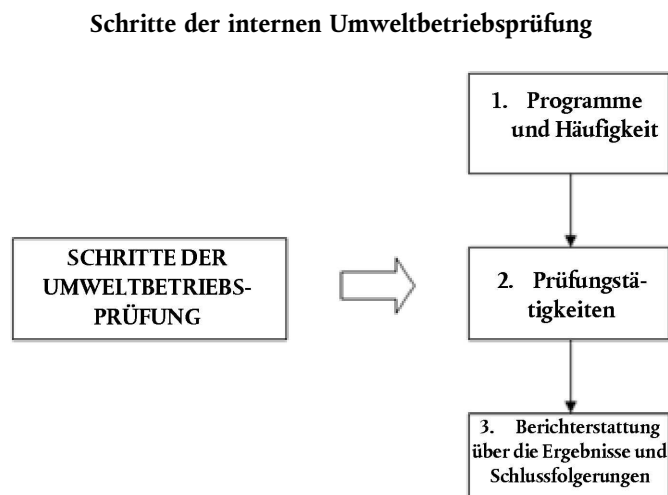 Schritte der internen Umweltbetriebsprüfung
1. Programme
und Häufigkeit
SCHRITTE DER
UMWELTBETRIEBS-
PRÜFUNG
2. Prüfungstä-
tigkeiten
3. Berichterstattung
über die Ergebnisse und
Schlussfolgerungen